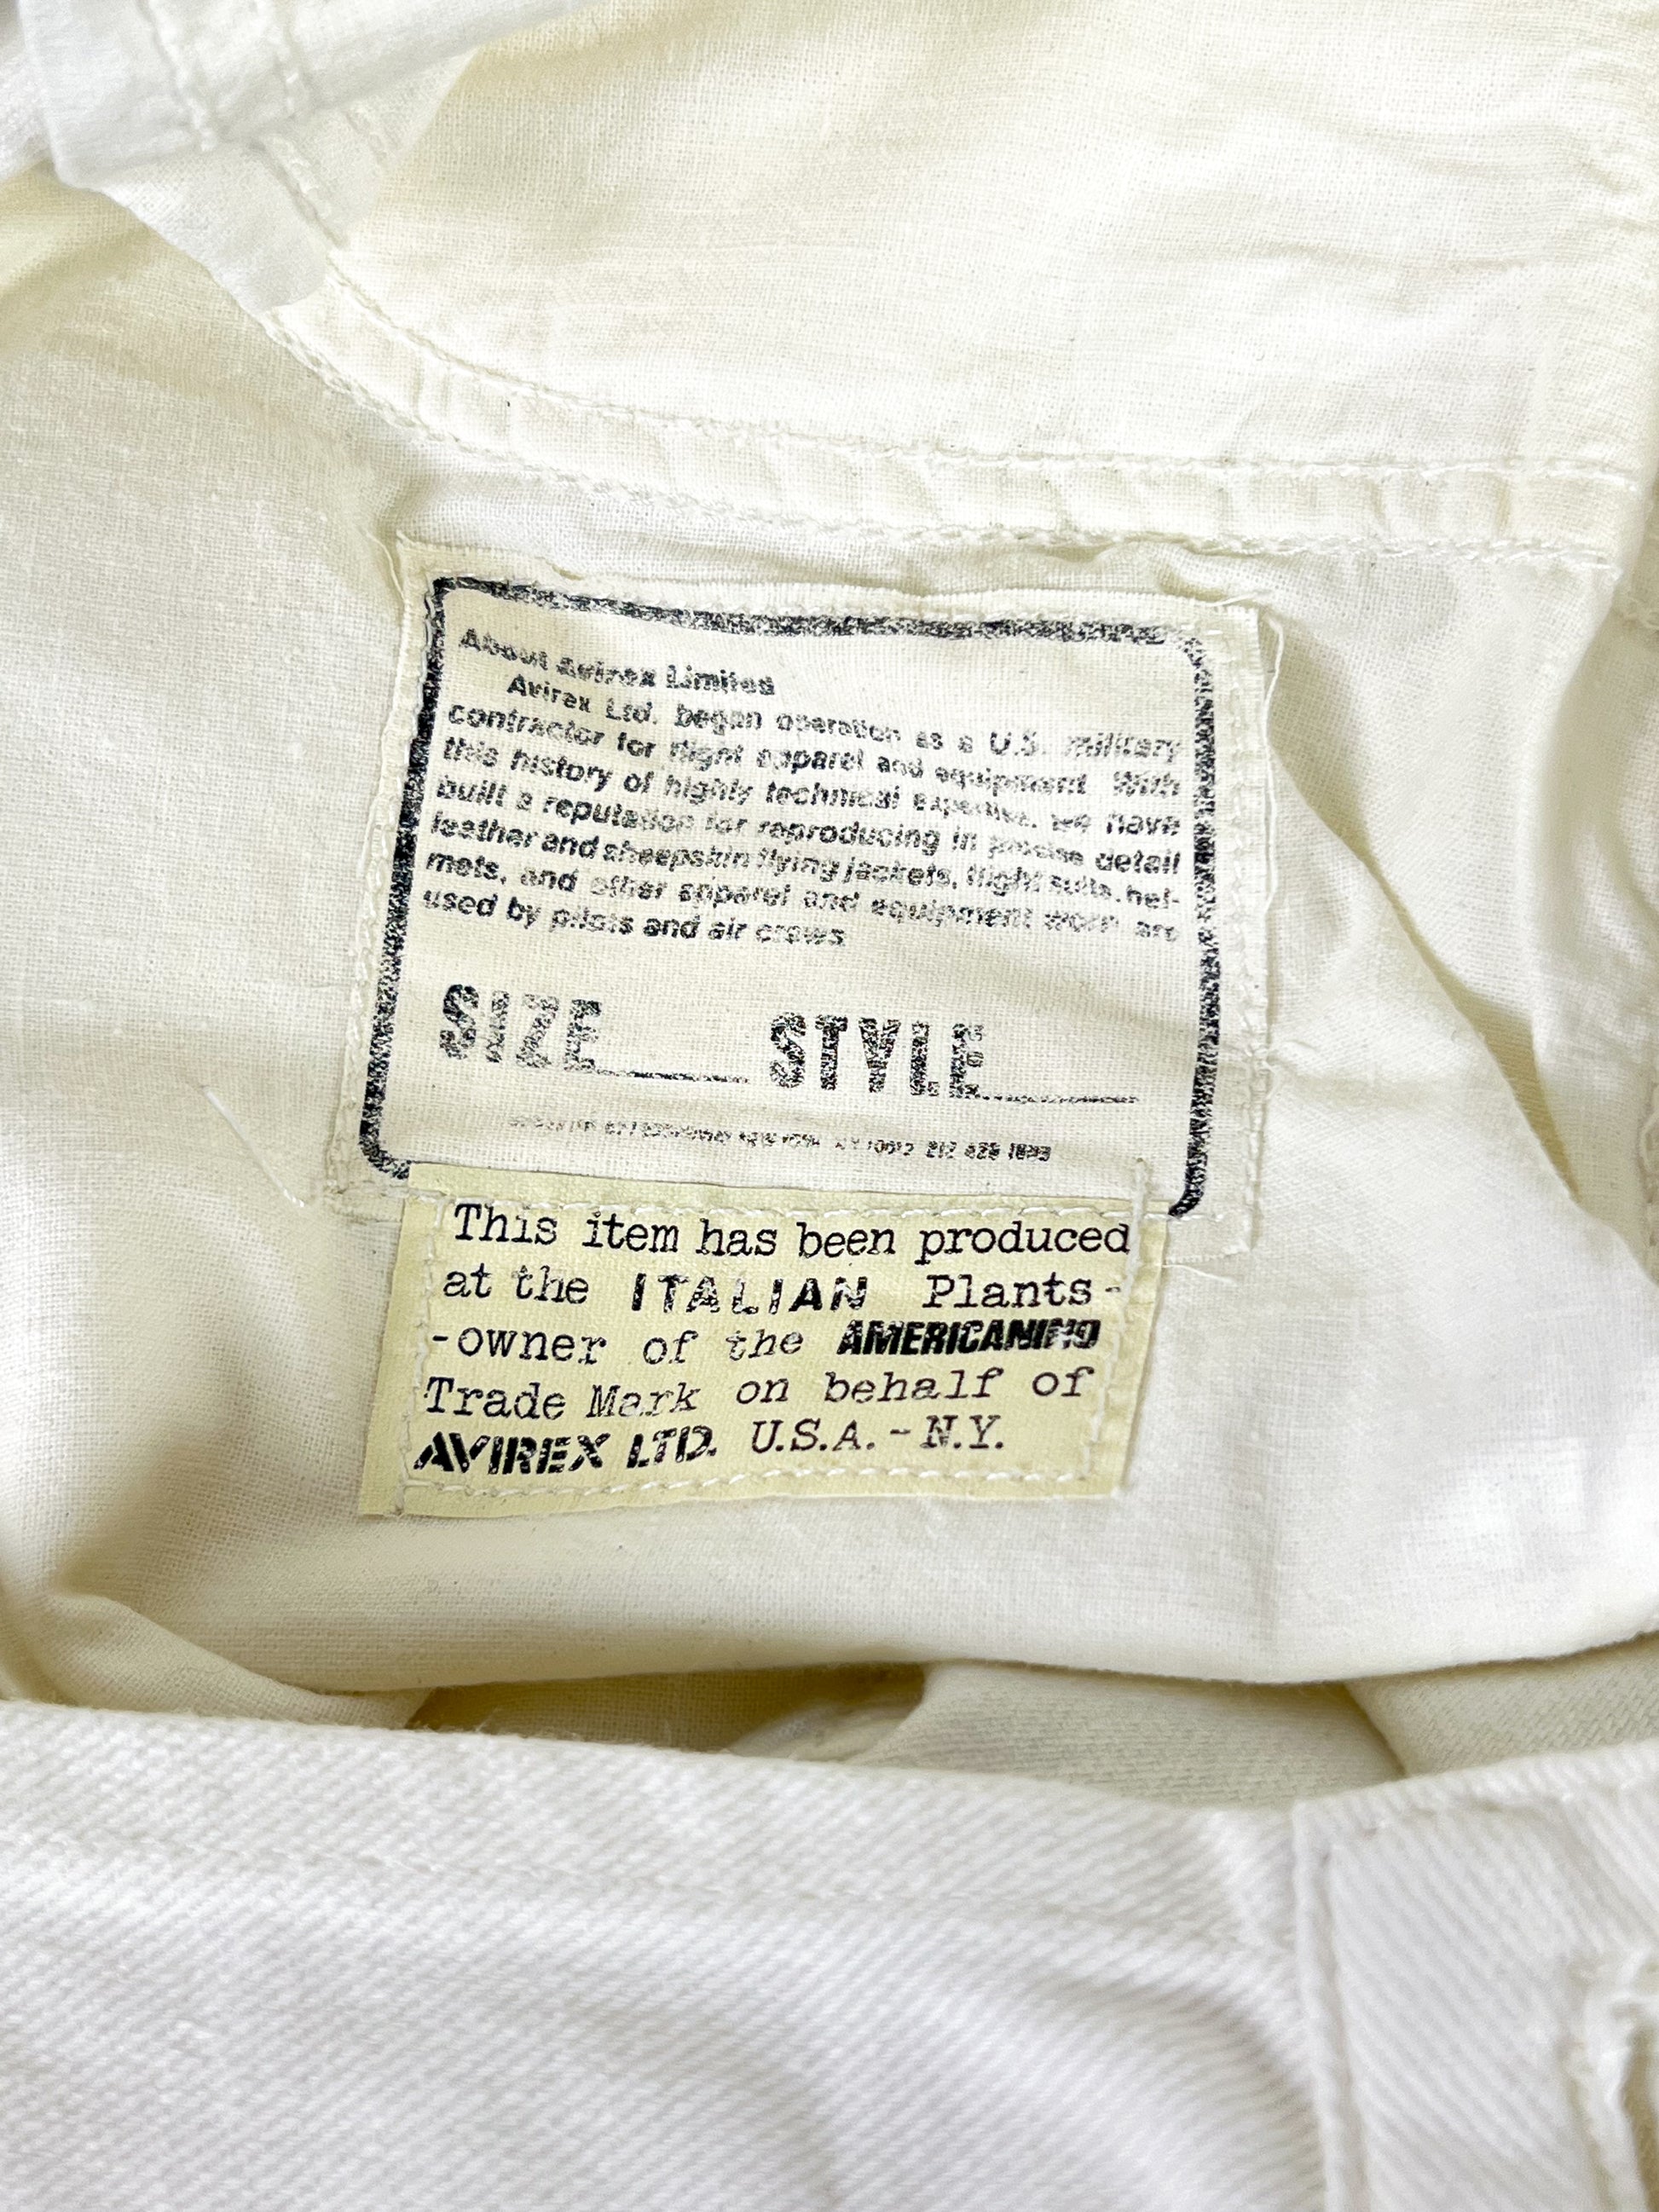 About Avirex Limited
Avirex Ltd. began operation as a U.S. military
contractor for flight apparel and equipment With
this history of highly technical expertise. we have
built a reputation for reproducing in precise detail
leather and sheepskin flying jackets, flight suits, hel-
mets, and other apparel and equipment worn and
used by pilots and air crews
SIZE STYLE
NY 10012 212
This item has been produced
at the ITALIAN Plants-
-owner of the AMERICANINO
Trade Mark on behalf of
AVIREX LTD. U.S.A.-N.Y.